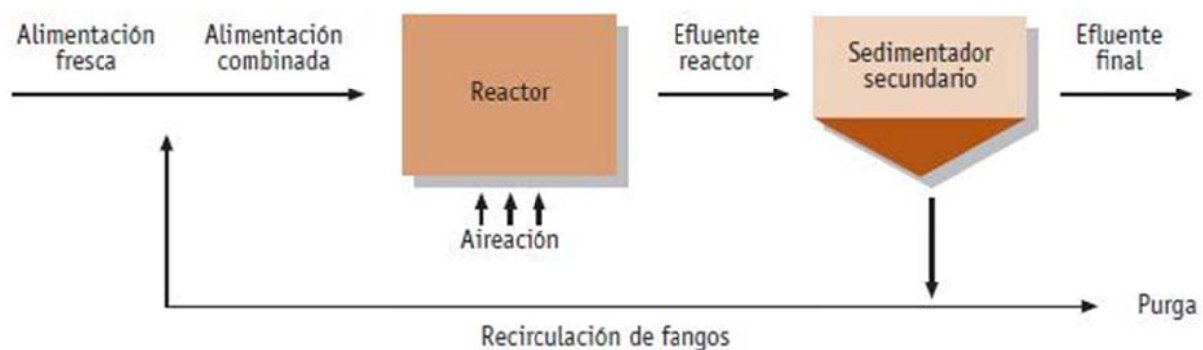 Alimentación
fresca
Alimentación
combinada
Reactor
Efluente
reactor
Sedimentador
secundario
Efluente
final
Aireación
Recirculación de fangos
Purga